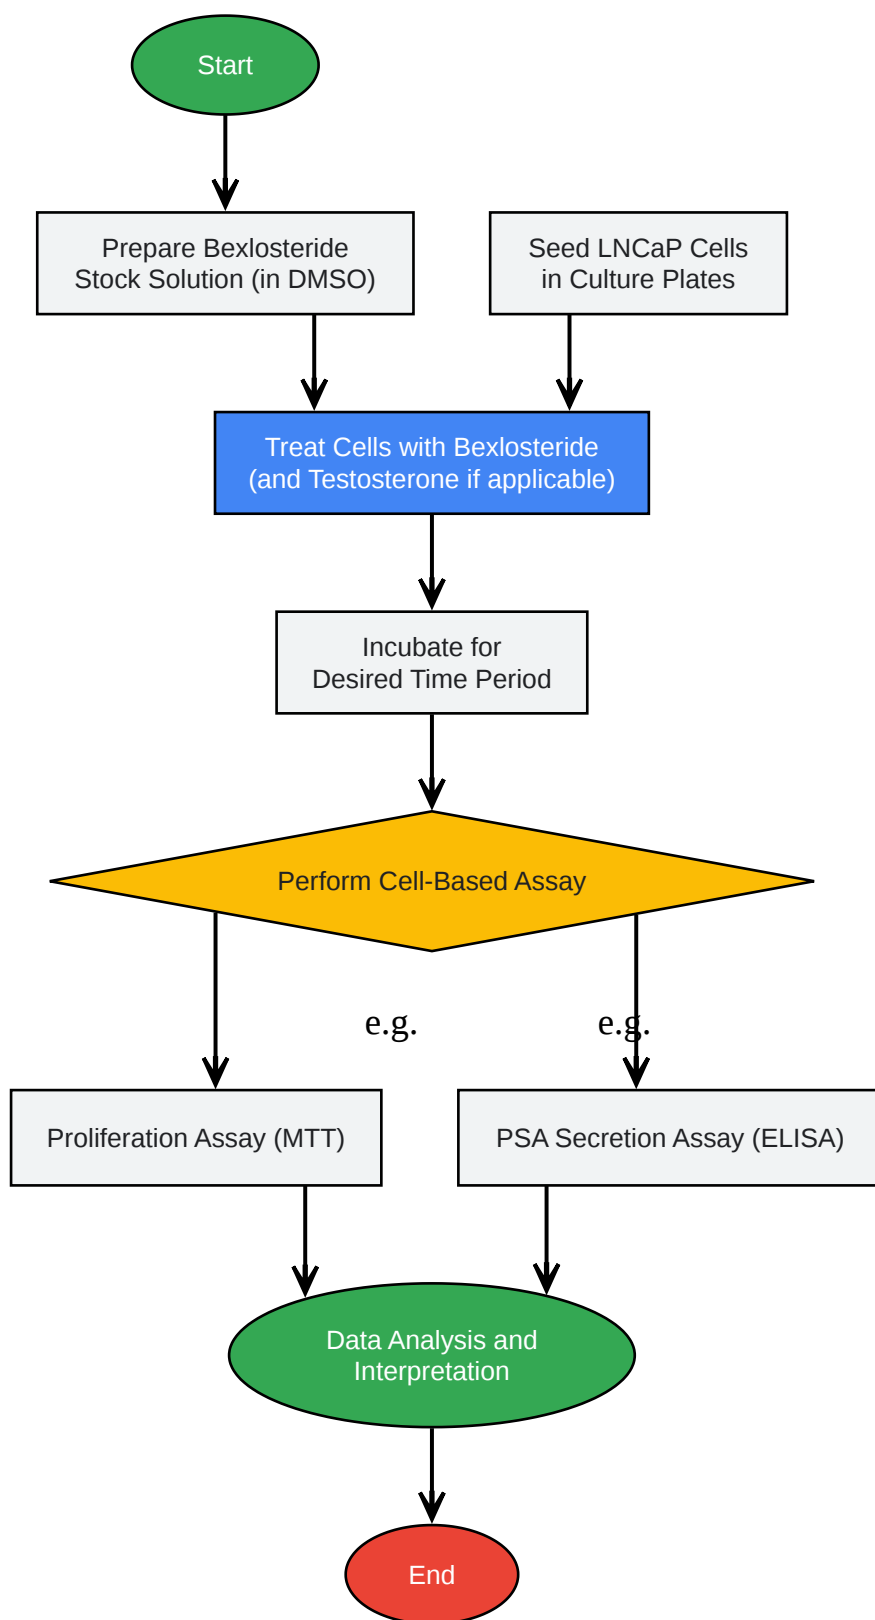 Start
Prepare Bexlosteride
Stock Solution (in DMSO)
Seed LNCaP Cells
in Culture Plates
Treat Cells with Bexlosteride
(and Testosterone if applicable)
Incubate for
Desired Time Period
Perform Cell-Based Assay
e.g.
e.g.
Proliferation Assay (MTT)
PSA Secretion Assay (ELISA)
Data Analysis and
Interpretation
End